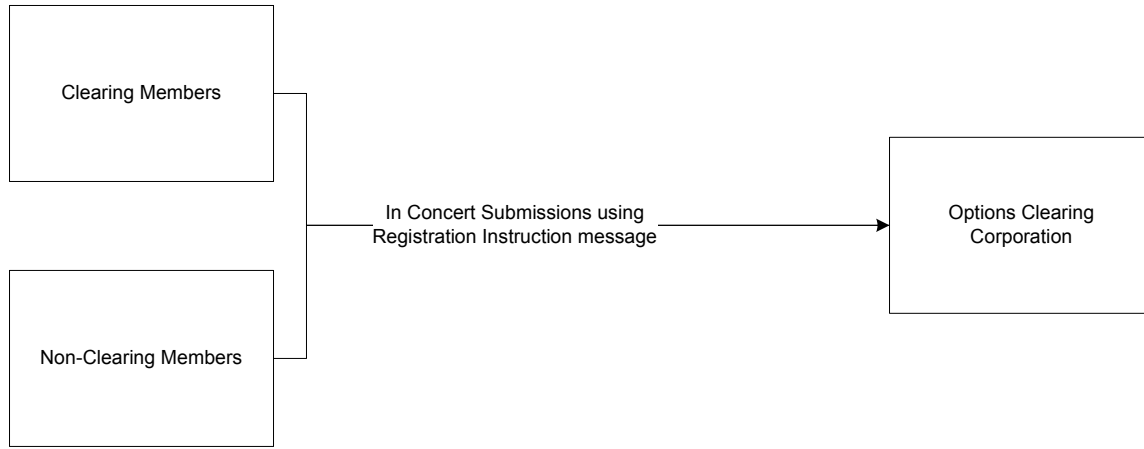 Clearing Members
In Concert Submissions using
Registration Instruction message
Options Clearing
Corporation
Non-Clearing Members